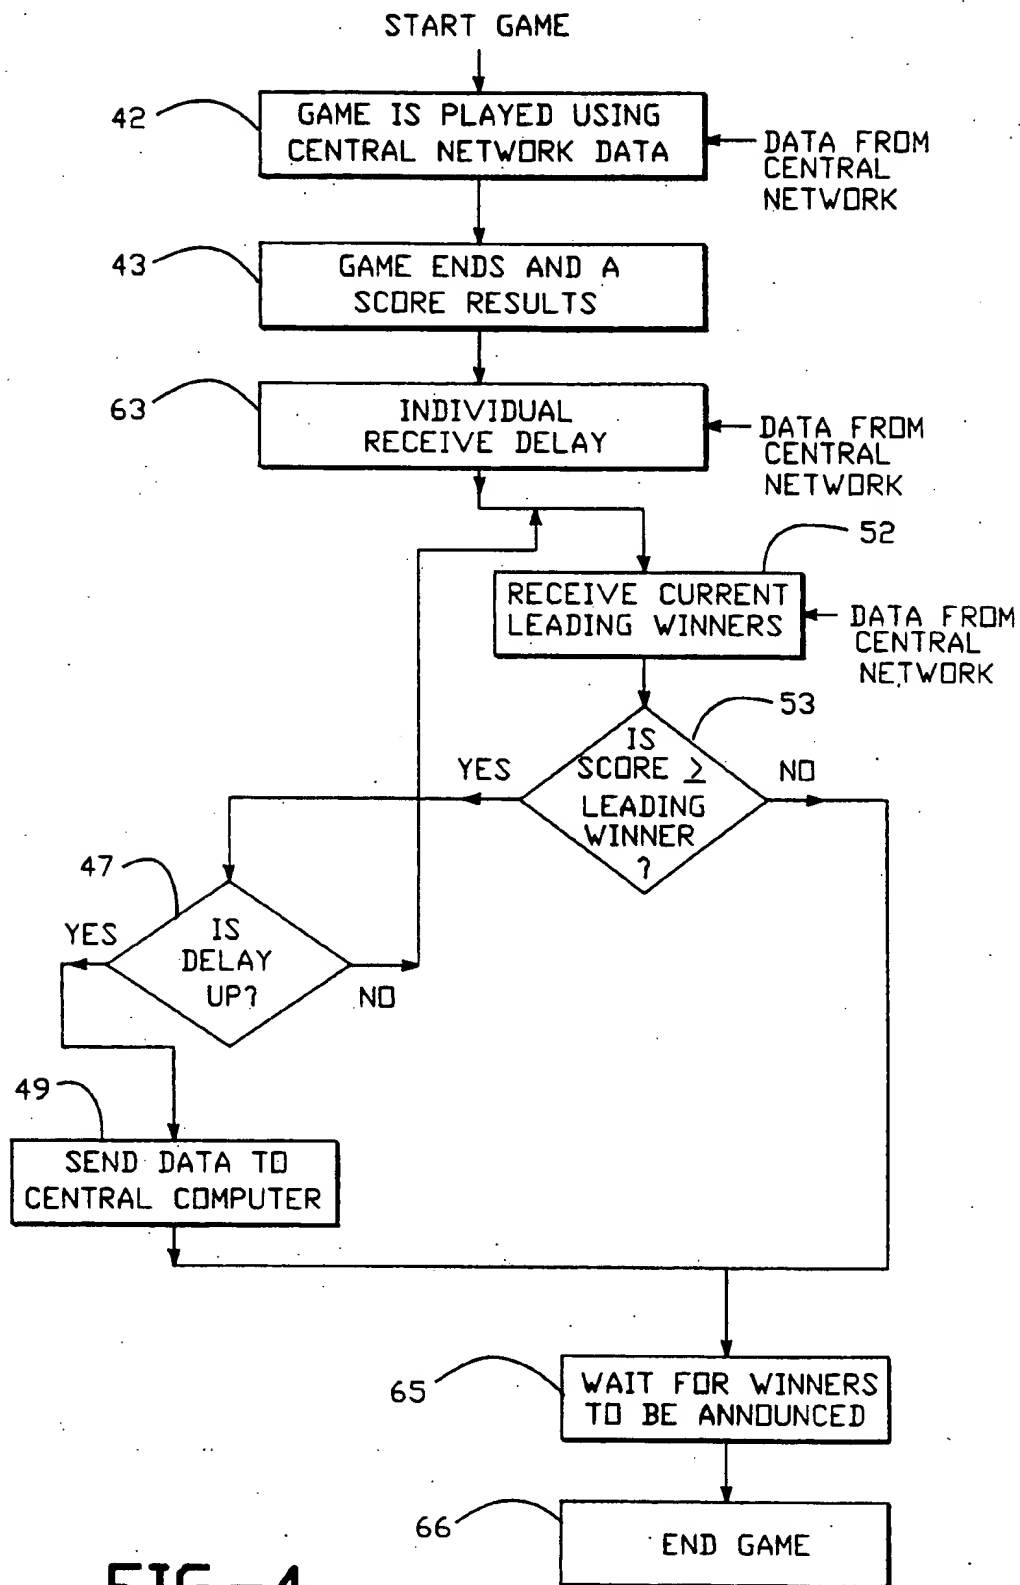 START GAME
42
GAME IS PLAYED USING
CENTRAL NETWORK DATA
DATA FROM
CENTRAL
NETWORK
43
GAME ENDS AND A
SCORE RESULTS
63
INDIVIDUAL
RECEIVE DELAY
DATA FROM
CENTRAL
NETWORK
52
RECEIVE CURRENT
LEADING WINNERS
DATA FROM
CENTRAL
NETWORK
53
IS
SCORE ≥
LEADING
WINNER
?
YES
NO
47
IS
DELAY
UP?
YES
NO
49
SEND DATA TO
CENTRAL COMPUTER
65
WAIT FOR WINNERS
TO BE ANNOUNCED
66
END GAME
FIG-4